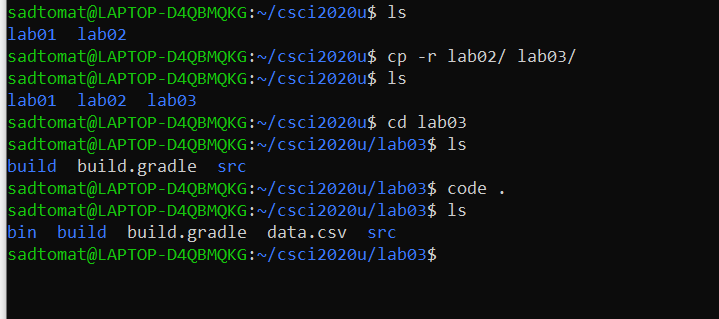 sadtomat@LAPTOP-D4QBMQKG:~/csci2020u$ ls
lab01  lab02
sadtomat@LAPTOP-D4QBMQKG:~/csci2020u$ cp -r lab02/ lab03/
sadtomat@LAPTOP-D4QBMQKG:~/csci2020u$ ls
lab01  lab02  lab03
sadtomat@LAPTOP-D4QBMQKG:~/csci2020u$ cd lab03
sadtomat@LAPTOP-D4QBMQKG:~/csci2020u/lab03$ ls
build  build.gradle  src
sadtomat@LAPTOP-D4QBMQKG:~/csci2020u/lab03$ code .
sadtomat@LAPTOP-D4QBMQKG:~/csci2020u/lab03$ ls
bin  build  build.gradle  data.csv  src
sadtomat@LAPTOP-D4QBMQKG:~/csci2020u/lab03$